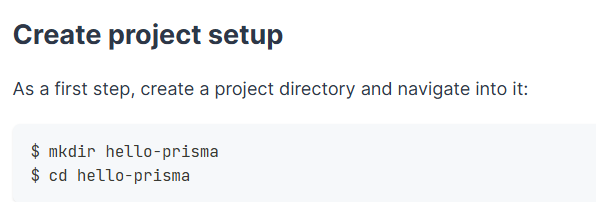 Create project setup
As a first step, create a project directory and navigate into it:
$ mkdir hello-prisma
$ cd hello-prisma